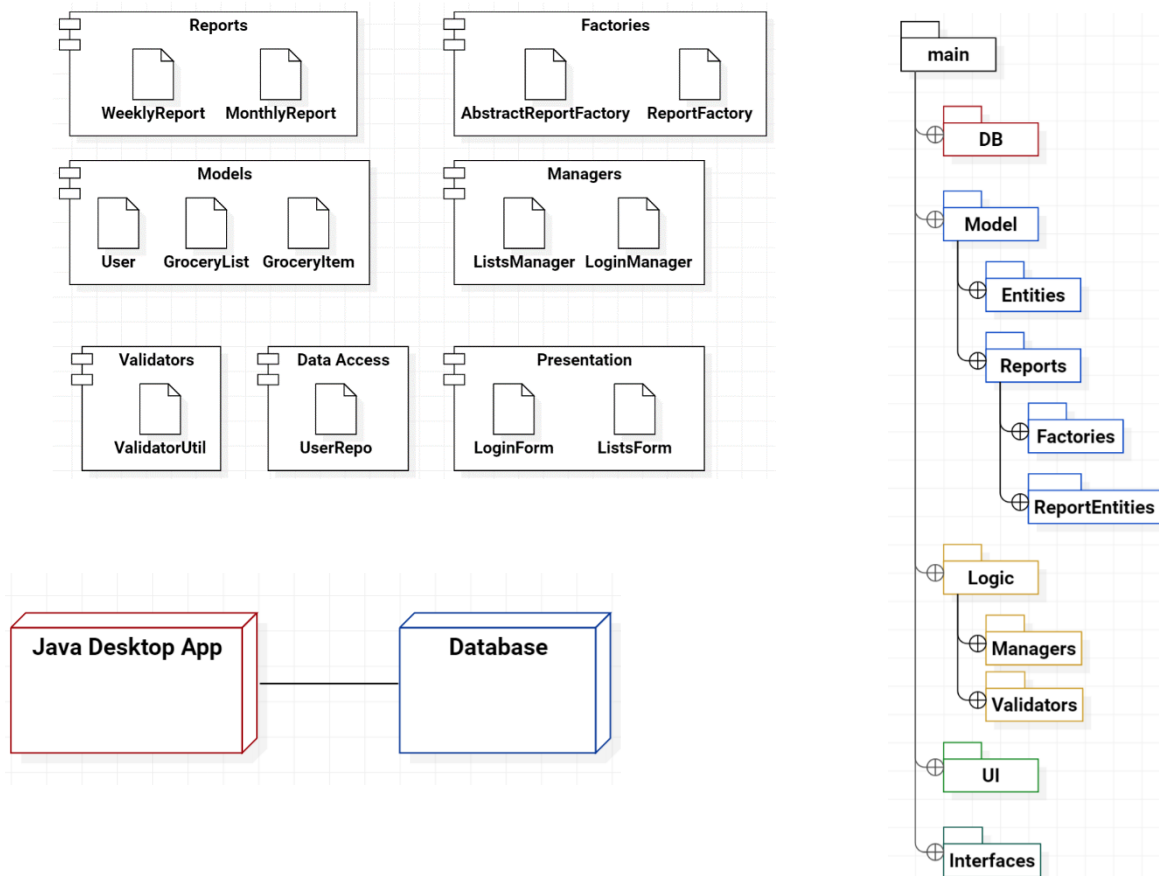 Reports
WeeklyReport MonthlyReport
Factories
AbstractReportFactory ReportFactory
Models
User GroceryList GroceryItem
Managers
ListsManager LoginManager
Validators
ValidatorUtil
Data Access
UserRepo
Presentation
LoginForm ListsForm
Java Desktop App
Database
main
DB
Model
Entities
Reports
Factories
ReportEntities
Logic
Managers
Validators
UI
Interfaces